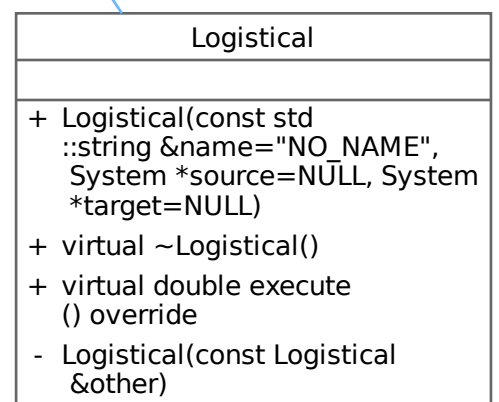 Logistical
+ Logistical(const std
::string &name="NO_NAME",
System *source=NULL, System
*target=NULL)
+ virtual ~Logistical()
+ virtual double execute
() override
- Logistical(const Logistical
&other)